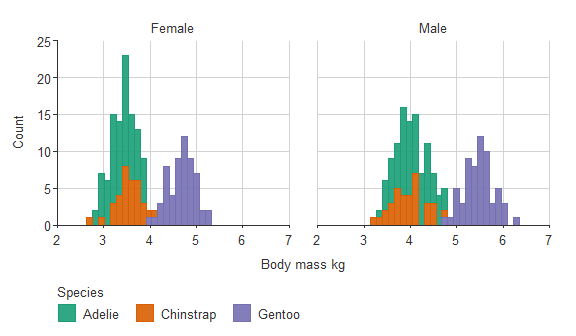 Female Male
25
20
15
10
5
0
Count
2 3 4 5 6 7 2 3 4 5 6 7
Body mass kg
Species
Adelie Chinstrap Gentoo